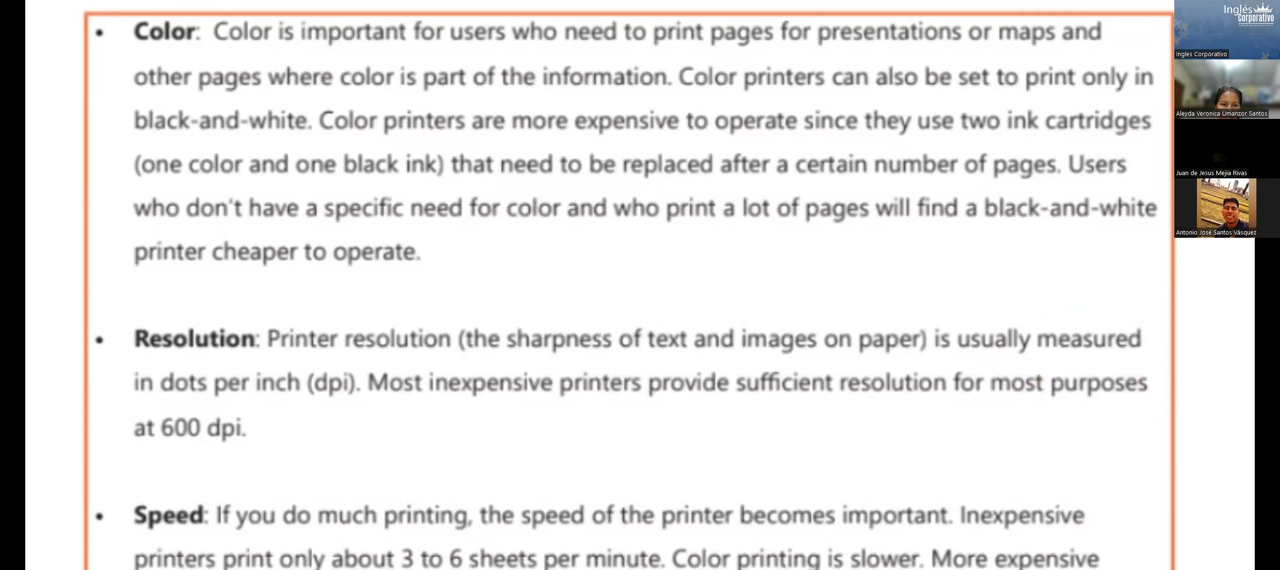 • Color: Color is important for users who need to print pages for presentations or maps and
other pages where color is part of the information. Color printers can also be set to print only in
black-and-white. Color printers are more expensive to operate since they use two ink cartridges
(one color and one black ink) that need to be replaced after a certain number of pages. Users
who don't have a specific need for color and who print a lot of pages will find a black-and-white
printer cheaper to operate.
• Resolution: Printer resolution (the sharpness of text and images on paper) is usually measured
in dots per inch (dpi). Most inexpensive printers provide sufficient resolution for most purposes
at 600 dpi.
• Speed: If you do much printing, the speed of the printer becomes important. Inexpensive
printers print only about 3 to 6 sheets per minute. Color printing is slower. More expensive
Inglés
Corporativo
Ingles Corporativo
Aleyda Veronica Umanzor Santos
Juan de Jesus Mejia Rivas
Antonio José Santos Vásquez